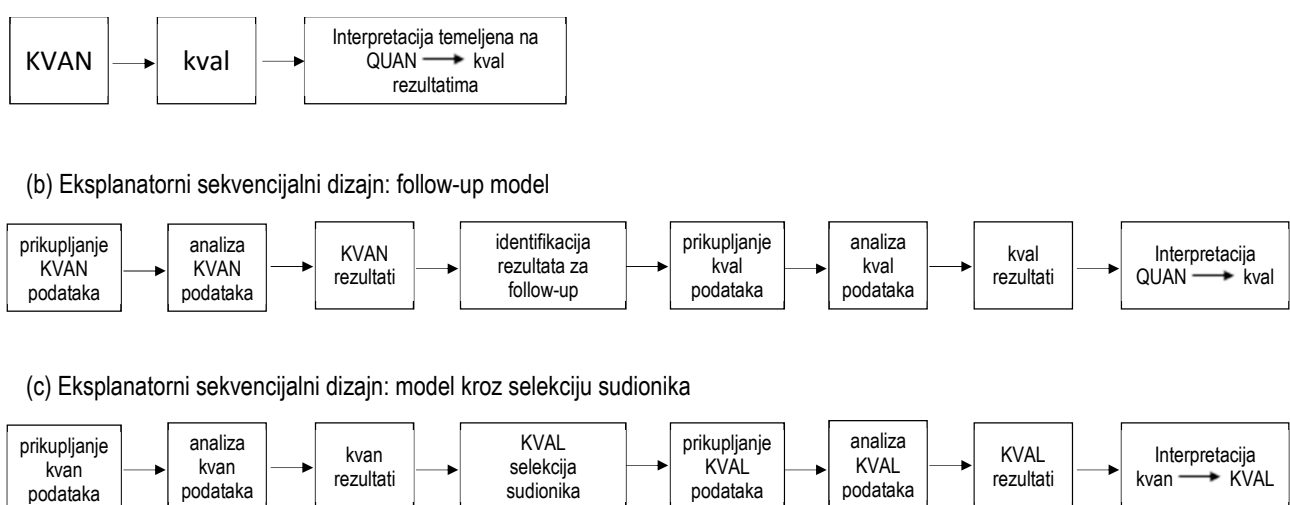 KVAN
kval
Interpretacija temeljena na
QUAN → kval
rezultatima
(b) Eksplanatorni sekvencijalni dizajn: follow-up model
prikupljanje
KVAN
podataka
analiza
KVAN
podataka
KVAN
rezultati
identifikacija
rezultata za
follow-up
prikupljanje
kval
podataka
analiza
kval
podataka
kval
rezultati
Interpretacija
QUAN → kval
(c) Eksplanatorni sekvencijalni dizajn: model kroz selekciju sudionika
prikupljanje
kvan
podataka
analiza
kvan
podataka
kvan
rezultati
KVAL
selekcija
sudionika
prikupljanje
KVAL
podataka
analiza
KVAL
podataka
KVAL
rezultati
Interpretacija
kvan → KVAL